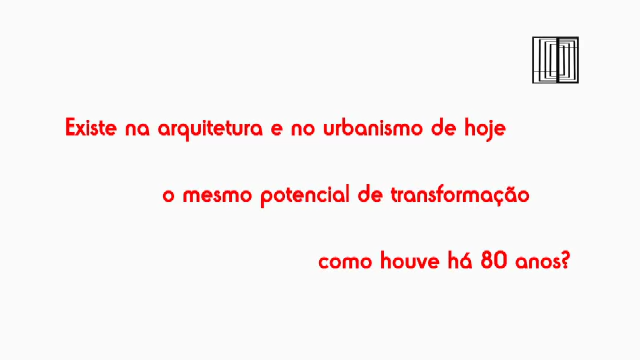 Existe na arquitetura e no urbanismo de hoje
o mesmo potencial de transformação
como houve há 80 anos?